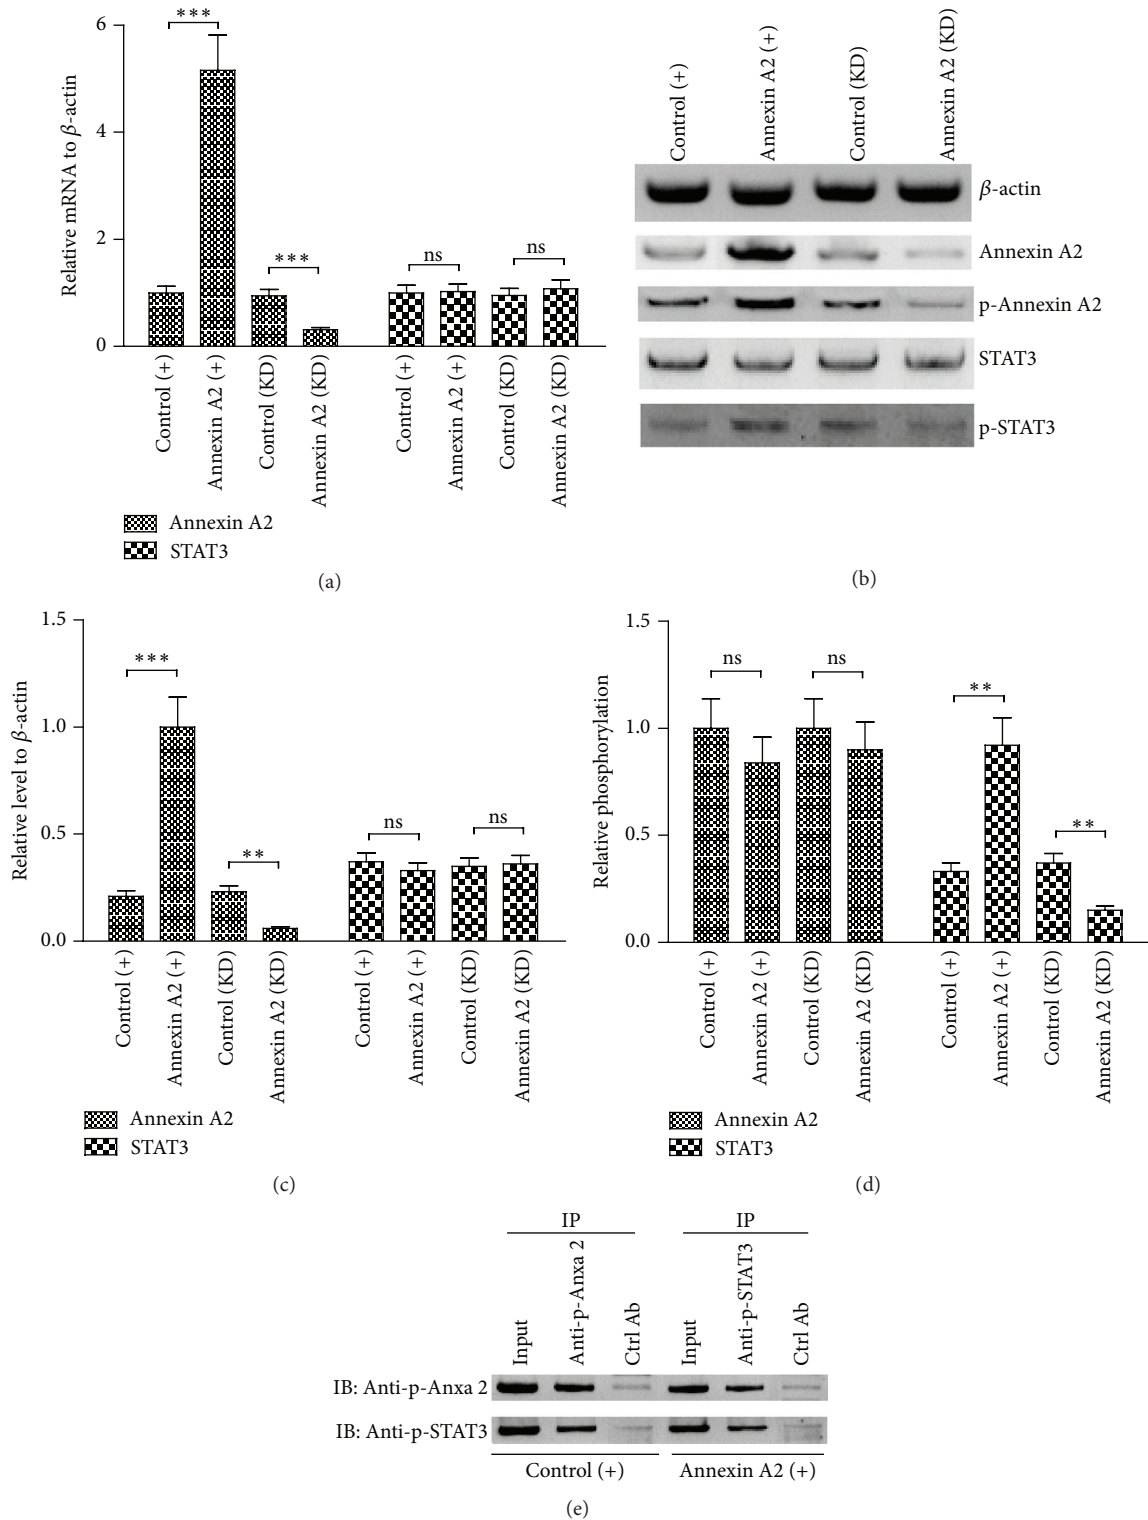 ***
6
4
2
0
Relative mRNA to β-actin
***
ns
ns
Control (+)
Annexin A2 (+)
Control (KD)
Annexin A2 (KD)
Control (+)
Annexin A2 (+)
Control (KD)
Annexin A2 (KD)
Annexin A2
STAT3
(a)
Control (+)
Annexin A2 (+)
Control (KD)
Annexin A2 (KD)
β-actin
Annexin A2
p-Annexin A2
STAT3
p-STAT3
(b)
1.5
1.0
0.5
0.0
Relative level to β-actin
***
**
ns
ns
Control (+)
Annexin A2 (+)
Control (KD)
Annexin A2 (KD)
Control (+)
Annexin A2 (+)
Control (KD)
Annexin A2 (KD)
Annexin A2
STAT3
(c)
1.5
1.0
0.5
0.0
Relative phosphorylation
ns
ns
**
**
Control (+)
Annexin A2 (+)
Control (KD)
Annexin A2 (KD)
Control (+)
Annexin A2 (+)
Control (KD)
Annexin A2 (KD)
Annexin A2
STAT3
(d)
IP
IP
Input
Anti-p-Anxa 2
Ctrl Ab
Input
Anti-p-STAT3
Ctrl Ab
IB: Anti-p-Anxa 2
IB: Anti-p-STAT3
Control (+)
Annexin A2 (+)
(e)